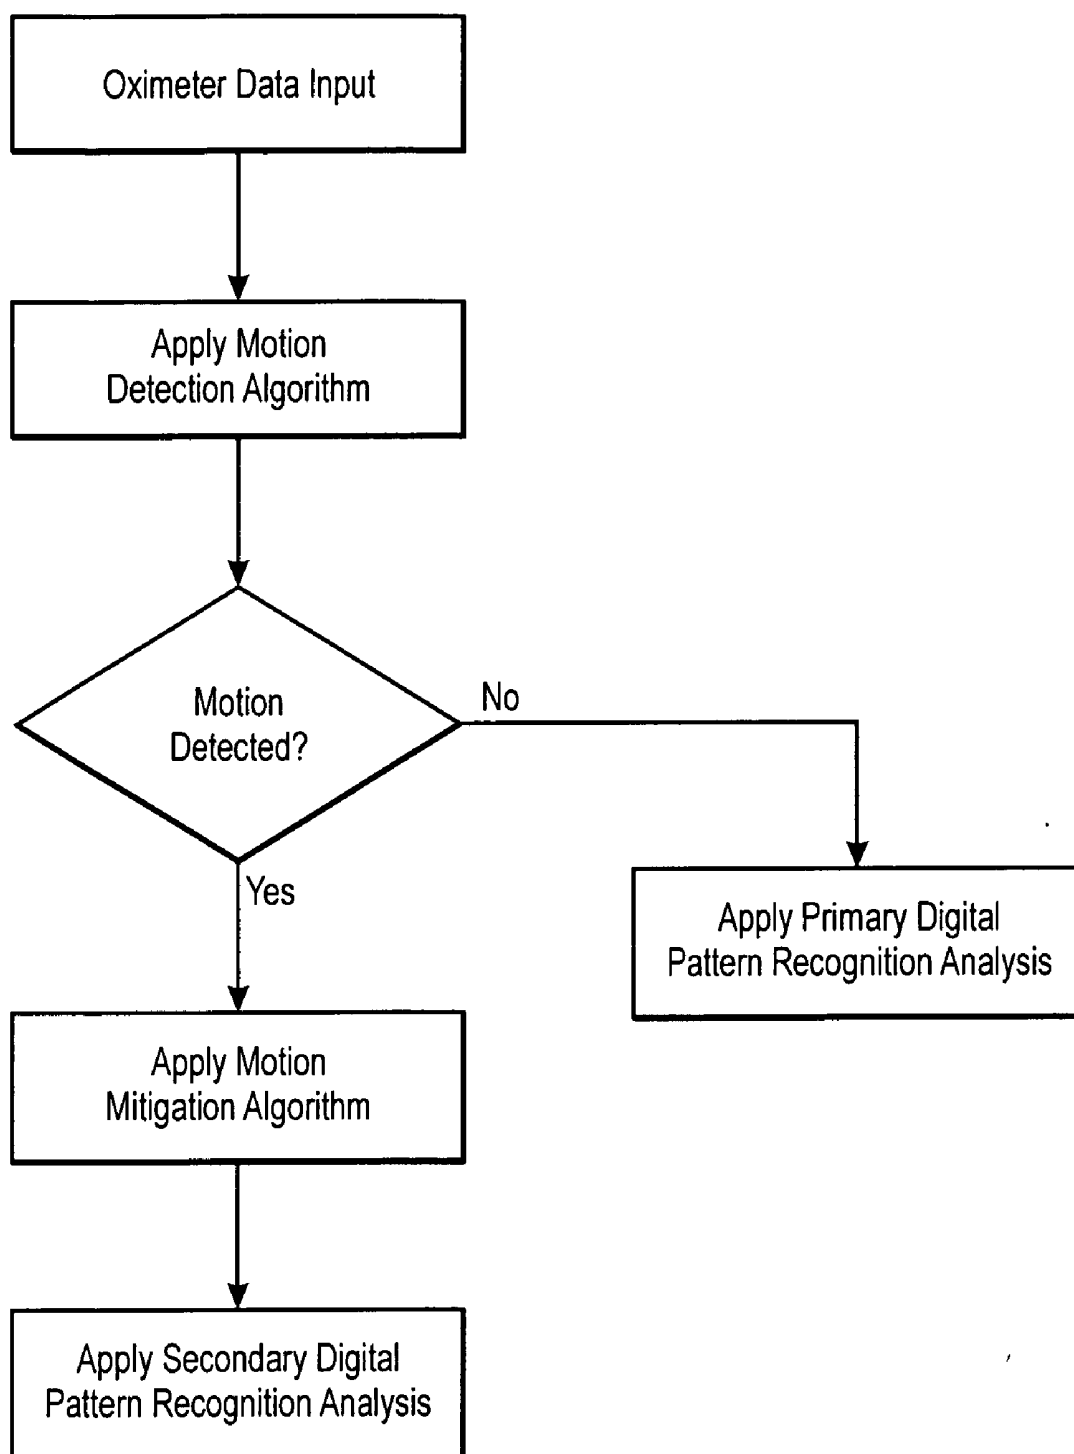 Oximeter Data Input
Apply Motion
Detection Algorithm
Motion
Detected?
No
Yes
Apply Primary Digital
Pattern Recognition Analysis
Apply Motion
Mitigation Algorithm
Apply Secondary Digital
Pattern Recognition Analysis